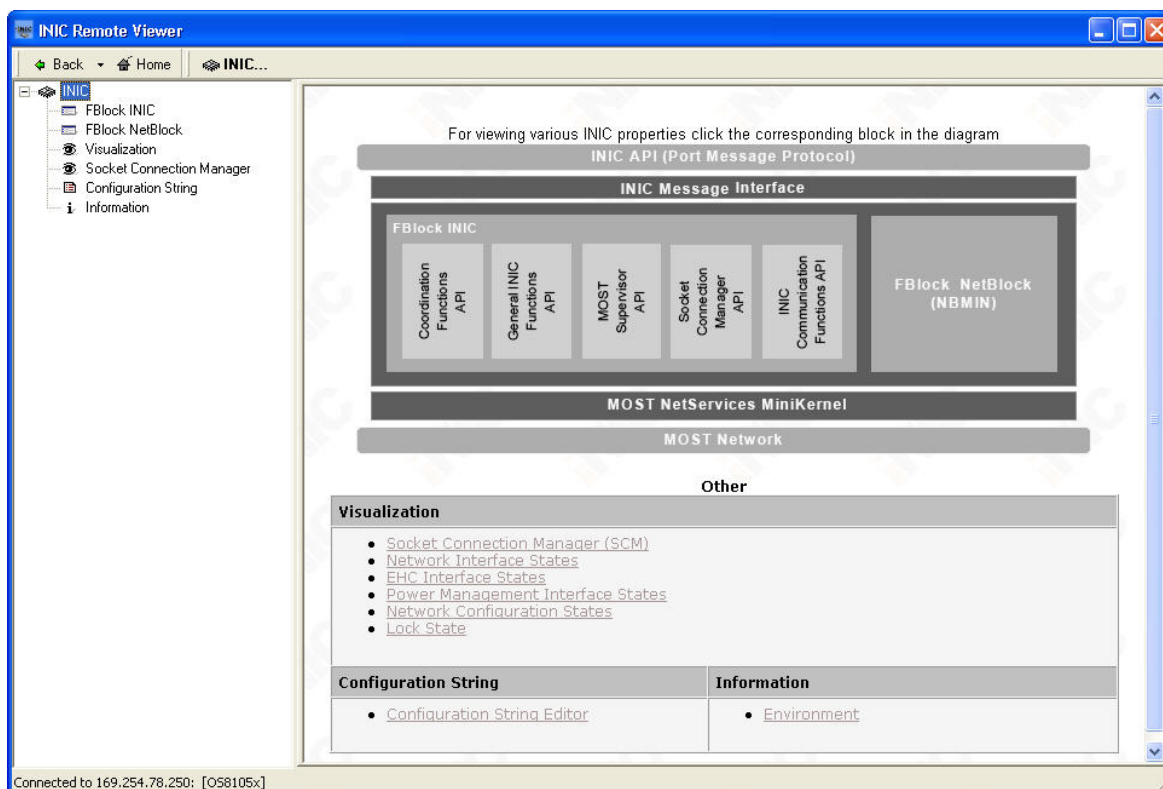 INIC Remote Viewer
Back Home INIC...
INIC
FBlock INIC
FBlock NetBlock
Visualization
Socket Connection Manager
Configuration String
Information
For viewing various INIC properties click the corresponding block in the diagram
INIC API (Port Message Protocol)
INIC Message Interface
FBlock INIC
Coordination
Functions
API
General INIC
Functions
API
MOST
Supervisor
API
Socket
Connection
Manager
API
INIC
Communication
Functions API
FBlock NetBlock
(NBMIN)
MOST NetServices MiniKernel
MOST Network
Other
Visualization
Socket Connection Manager (SCM)
Network Interface States
EHC Interface States
Power Management Interface States
Network Configuration States
Lock State
Configuration String
Configuration String Editor
Information
Environment
Connected to 169.254.78.250: [OS8105x]